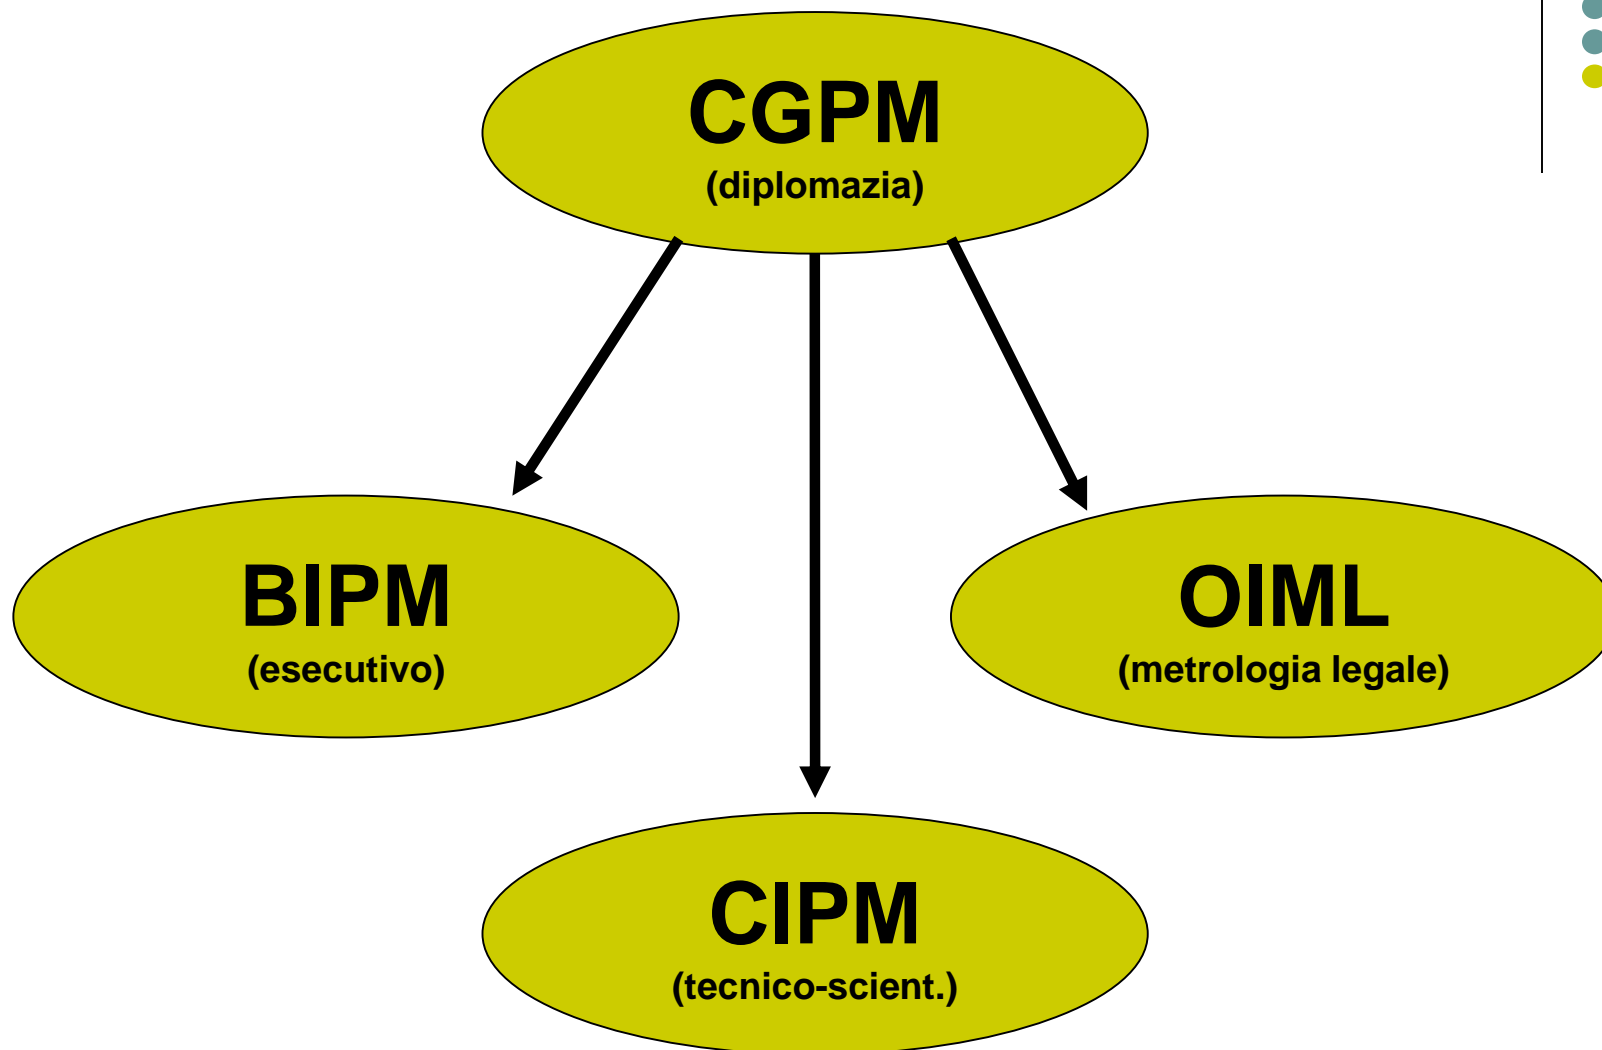 CGPM
(diplomazia)
BIPM
(esecutivo)
OIML
(metrologia legale)
CIPM
(tecnico-scient.)